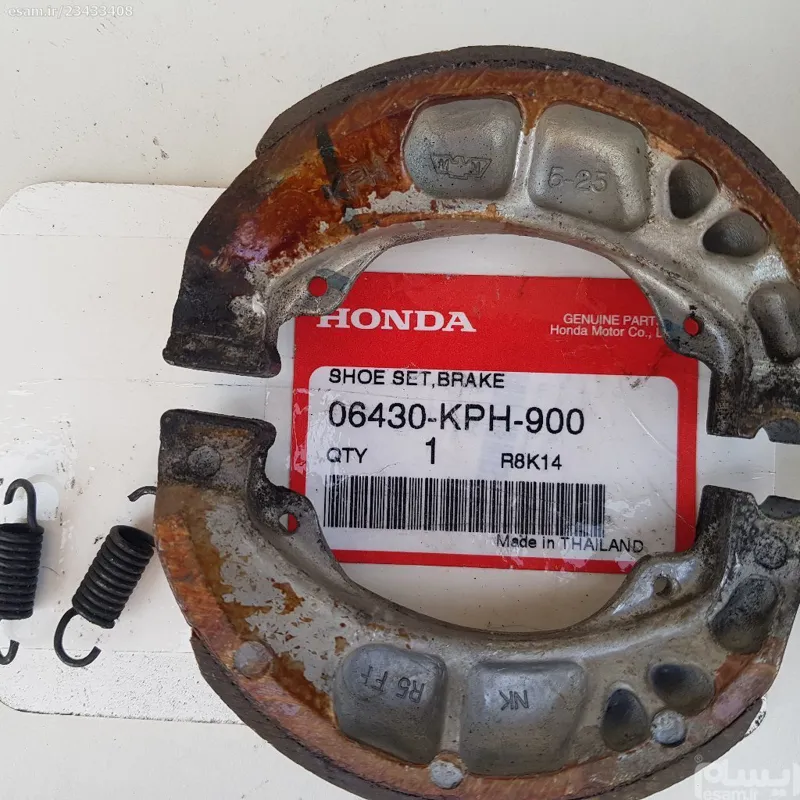 esam.ir/23433408
KPH
5-25
HONDA
GENUINE PART
Honda Motor Co., L
SHOE SET,BRAKE
06430-KPH-900
QTY 1 R8K14
Made in THAILAND
NK
ایسام
esam.ir